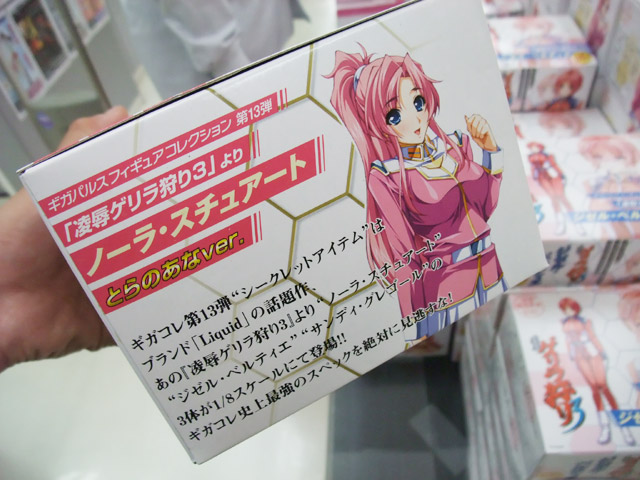 ギガパルスフィギュアコレクション 第13弾
「凌辱ゲリラ狩り3」より
ノーラ・スチュアート
とらのあなver.
ギガコレ第13弾“シークレットアイテム”は
ブランド「Liquid」の話題作、
あの『凌辱ゲリラ狩り3』より“ノーラ・スチュアート”
“ジゼル・ベルティエ”“サンディ・グレゴール”の
3体が1/8スケールにて登場!!
ギガコレ史上最強のスペックを絶対に見逃すな!
ゲリラ狩り3